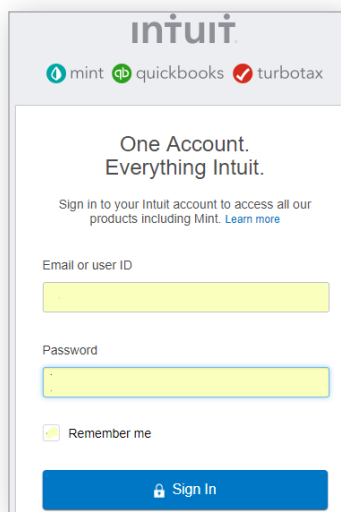 intuit
mint qb quickbooks turbotax
One Account.
Everything Intuit.
Sign in to your Intuit account to access all our
products including Mint. Learn more
Email or user ID
Password
Remember me
Sign In